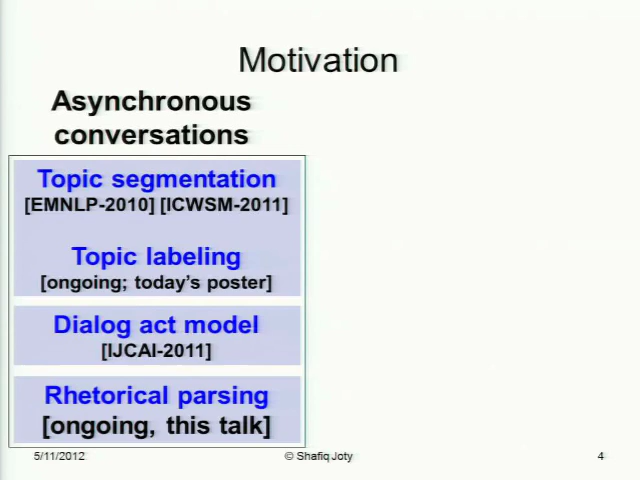 Motivation
Asynchronous
conversations
Topic segmentation
[EMNLP-2010] [ICWSM-2011]
Topic labeling
[ongoing; today's poster]
Dialog act model
[IJCAI-2011]
Rhetorical parsing
[ongoing, this talk]
5/11/2012
© Shafiq Joty
4